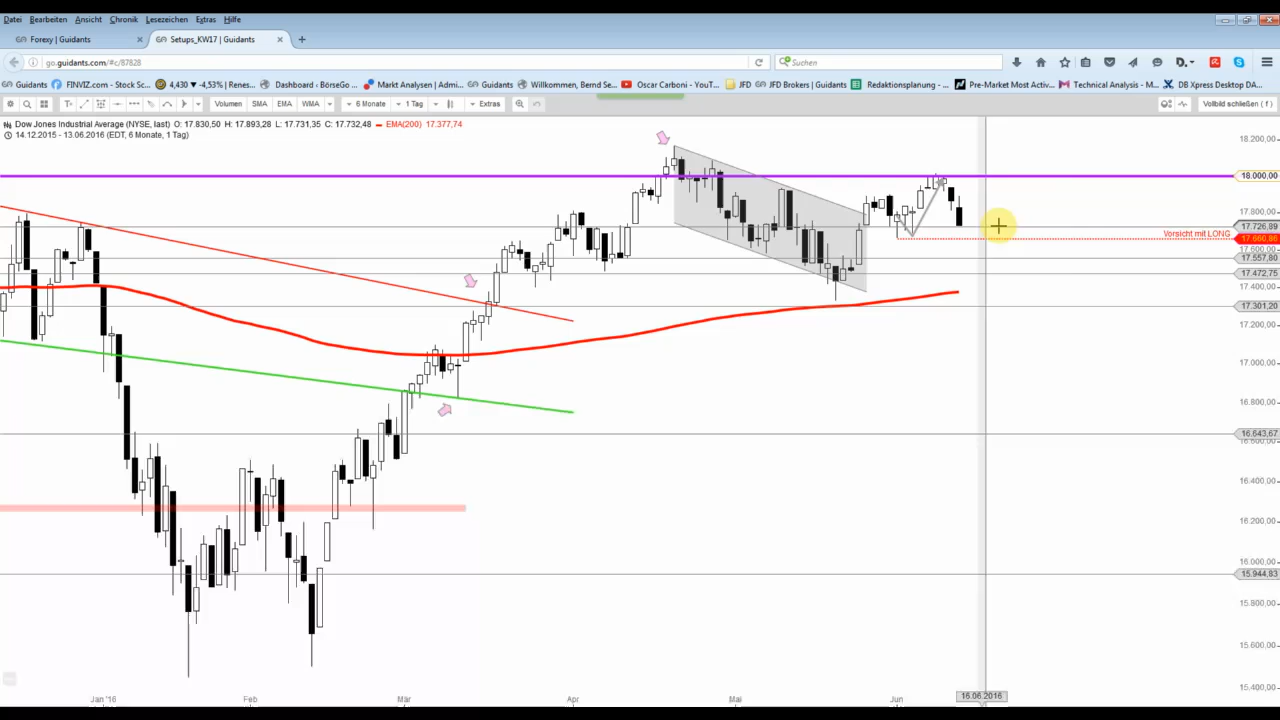 Datei Bearbeiten Ansicht Chronik Lesezeichen Extras Hilfe
Forexy | Guidants × Setups_KW17 | Guidants × +
go.guidants.com/#c/87828 Suchen
Guidants FINVIZ.com - Stock Sc... 4,430 ▼ -4,53% | Renes... Dashboard ‹ BörseGo ... Markt Analysen | Admi... Guidants Willkommen, Bernd Se... Oscar Carboni - YouT... JFD JFD Brokers | Guidants Redaktionsplanung - ... Pre-Market Most Activ... Technical Analysis - M... DB Xpress Desktop DA...
Volumen SMA EMA WMA 6 Monate 1 Tag Extras Vollbild schließen ( f )
Dow Jones Industrial Average (NYSE, last) O: 17.830,50 H: 17.893,28 L: 17.731,35 C: 17.732,48 EMA(200) 17.377,74
14.12.2015 - 13.06.2016 (EDT, 6 Monate, 1 Tag)
18.200,00
18.000,00
17.800,00
17.726,89
Vorsicht mit LONG
17.660,86
17.600,00
17.557,80
17.472,75
17.400,00
17.301,20
17.200,00
17.000,00
16.800,00
16.643,67
16.600,00
16.400,00
16.200,00
16.000,00
15.944,83
15.800,00
15.600,00
15.400,00
Jan '16 Feb Mär Apr Mai Jun 16.06.2016